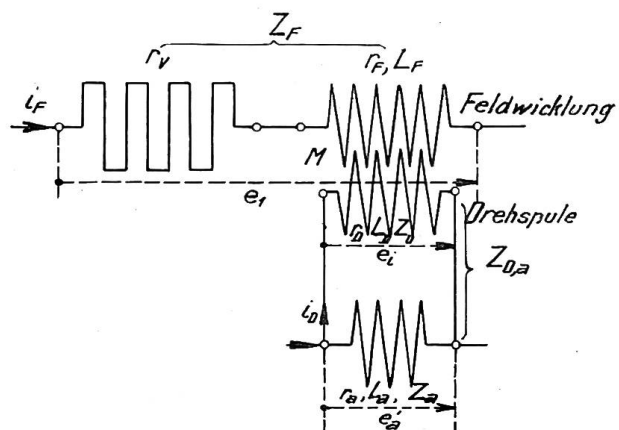 Z_F
r_V
r_F, L_F
i_F
Feldwicklung
M
e_1
Drehspule
r_D L_D Z_D
e_i
Z_D,a
i_D
r_a, L_a, Z_a
e_a